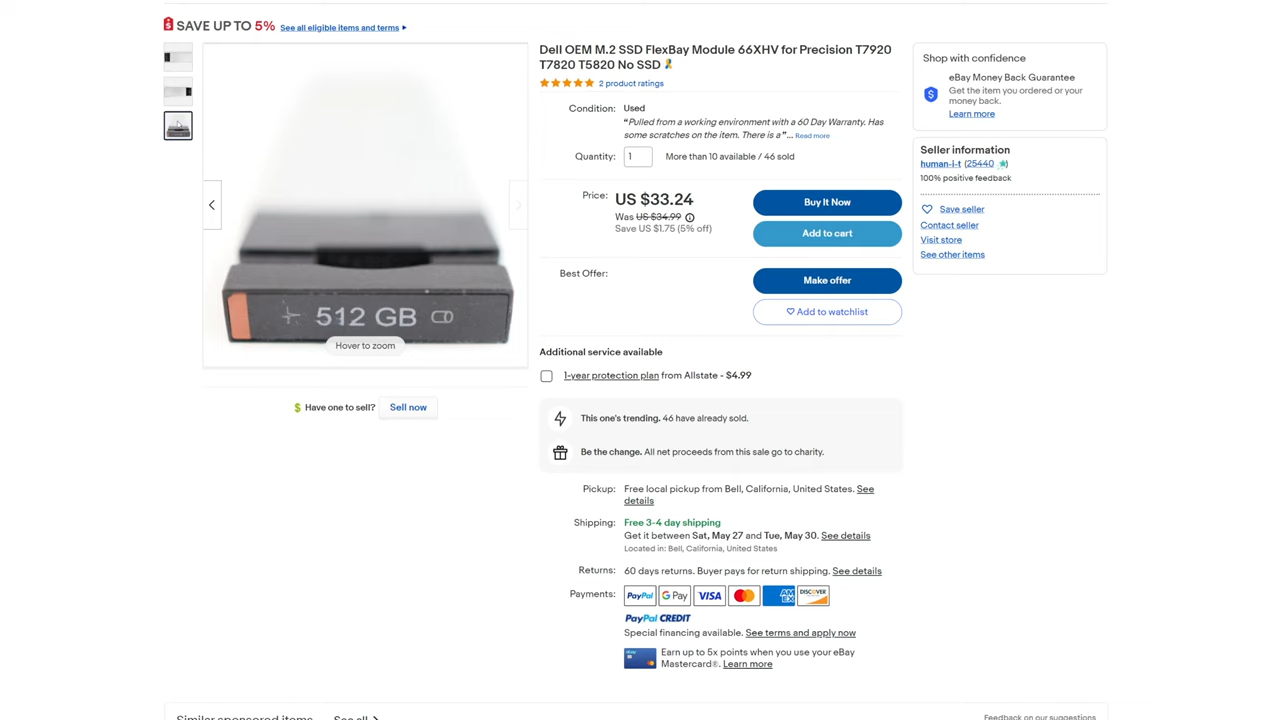 SAVE UP TO 5% See all eligible items and terms ▸
Dell OEM M.2 SSD FlexBay Module 66XHV for Precision T7920
T7820 T5820 No SSD
2 product ratings
Condition: Used
“Pulled from a working environment with a 60 Day Warranty. Has
some scratches on the item. There is a”... Read more
Quantity: 1 More than 10 available / 46 sold
Price: US $33.24
Was US $34.99
Save US $1.75 (5% off)
Buy It Now
Add to cart
Best Offer:
Make offer
Add to watchlist
512 GB
Hover to zoom
Have one to sell? Sell now
Additional service available
1-year protection plan from Allstate - $4.99
This one's trending. 46 have already sold.
Be the change. All net proceeds from this sale go to charity.
Pickup: Free local pickup from Bell, California, United States. See
details
Shipping: Free 3-4 day shipping
Get it between Sat, May 27 and Tue, May 30. See details
Located in: Bell, California, United States
Returns: 60 days returns. Buyer pays for return shipping. See details
Payments: PayPal G Pay VISA AM EX DISCOVER
PayPal CREDIT
Special financing available. See terms and apply now
Earn up to 5x points when you use your eBay
Mastercard®. Learn more
Shop with confidence
eBay Money Back Guarantee
Get the item you ordered or your
money back.
Learn more
Seller information
human-i-t (25440)
100% positive feedback
Save seller
Contact seller
Visit store
See other items
Similar sponsored items See all
Feedback on our suggestions